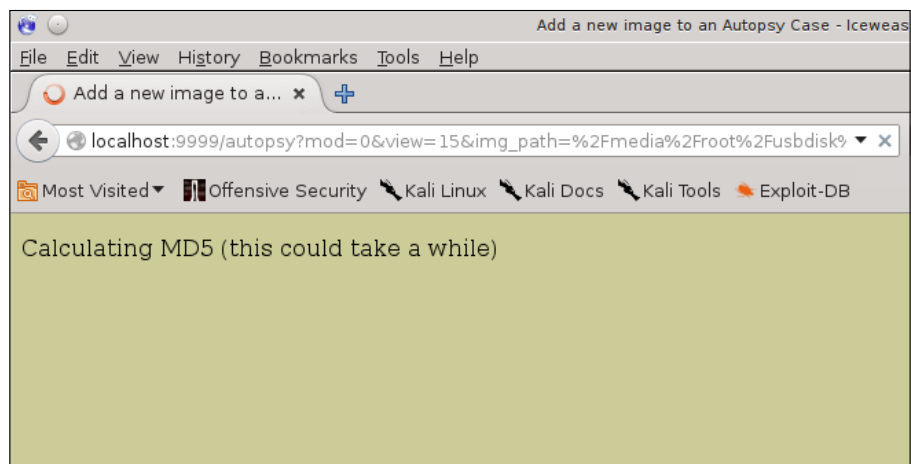 Add a new image to an Autopsy Case - Iceweas
File Edit View History Bookmarks Tools Help
Add a new image to a...
localhost:9999/autopsy?mod=0&view=15&img_path=%2Fmedia%2Froot%2Fusbdisk%
Most Visited Offensive Security Kali Linux Kali Docs Kali Tools Exploit-DB
Calculating MD5 (this could take a while)